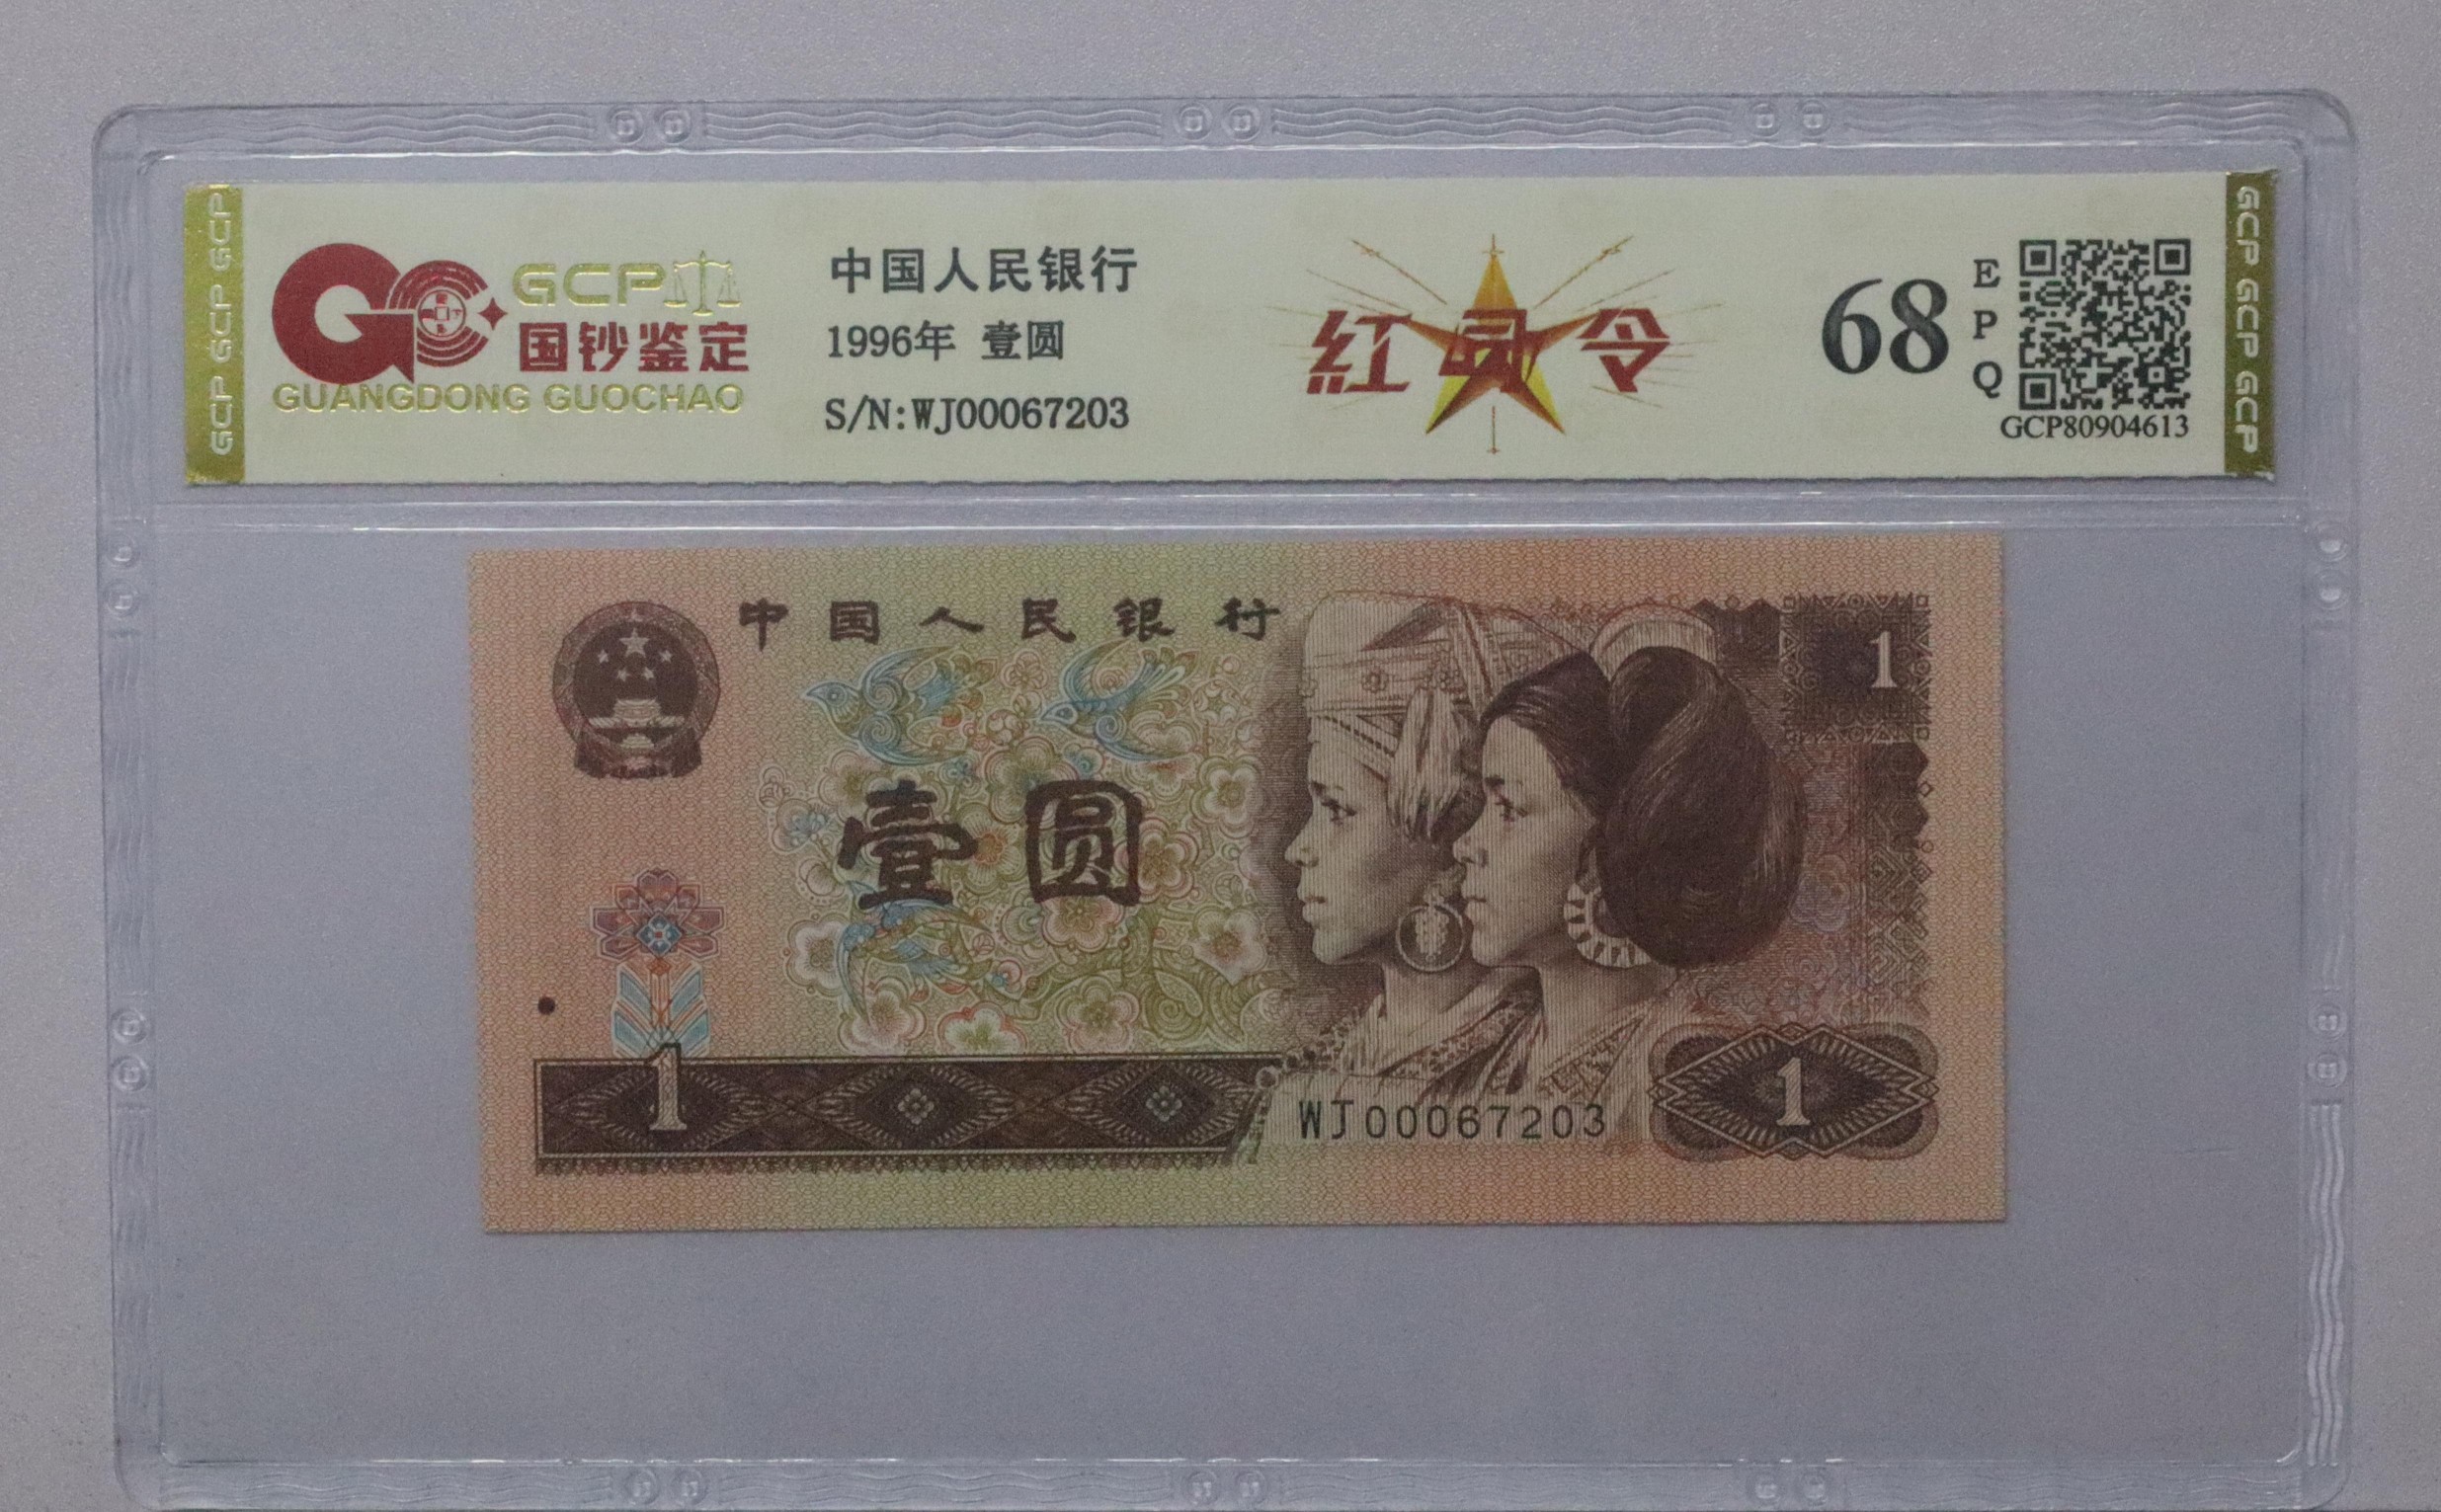 GCP GCP GCP
GCP
国钞鉴定
GUANGDONG GUOCHAO
中国人民银行
1996年 壹圆
S/N:WJ00067203
紅 令
68
E
P
Q
GCP80904613
GCP GCP GCP GCP
中国人民银行
1
壹圆
1
WJ00067203
1